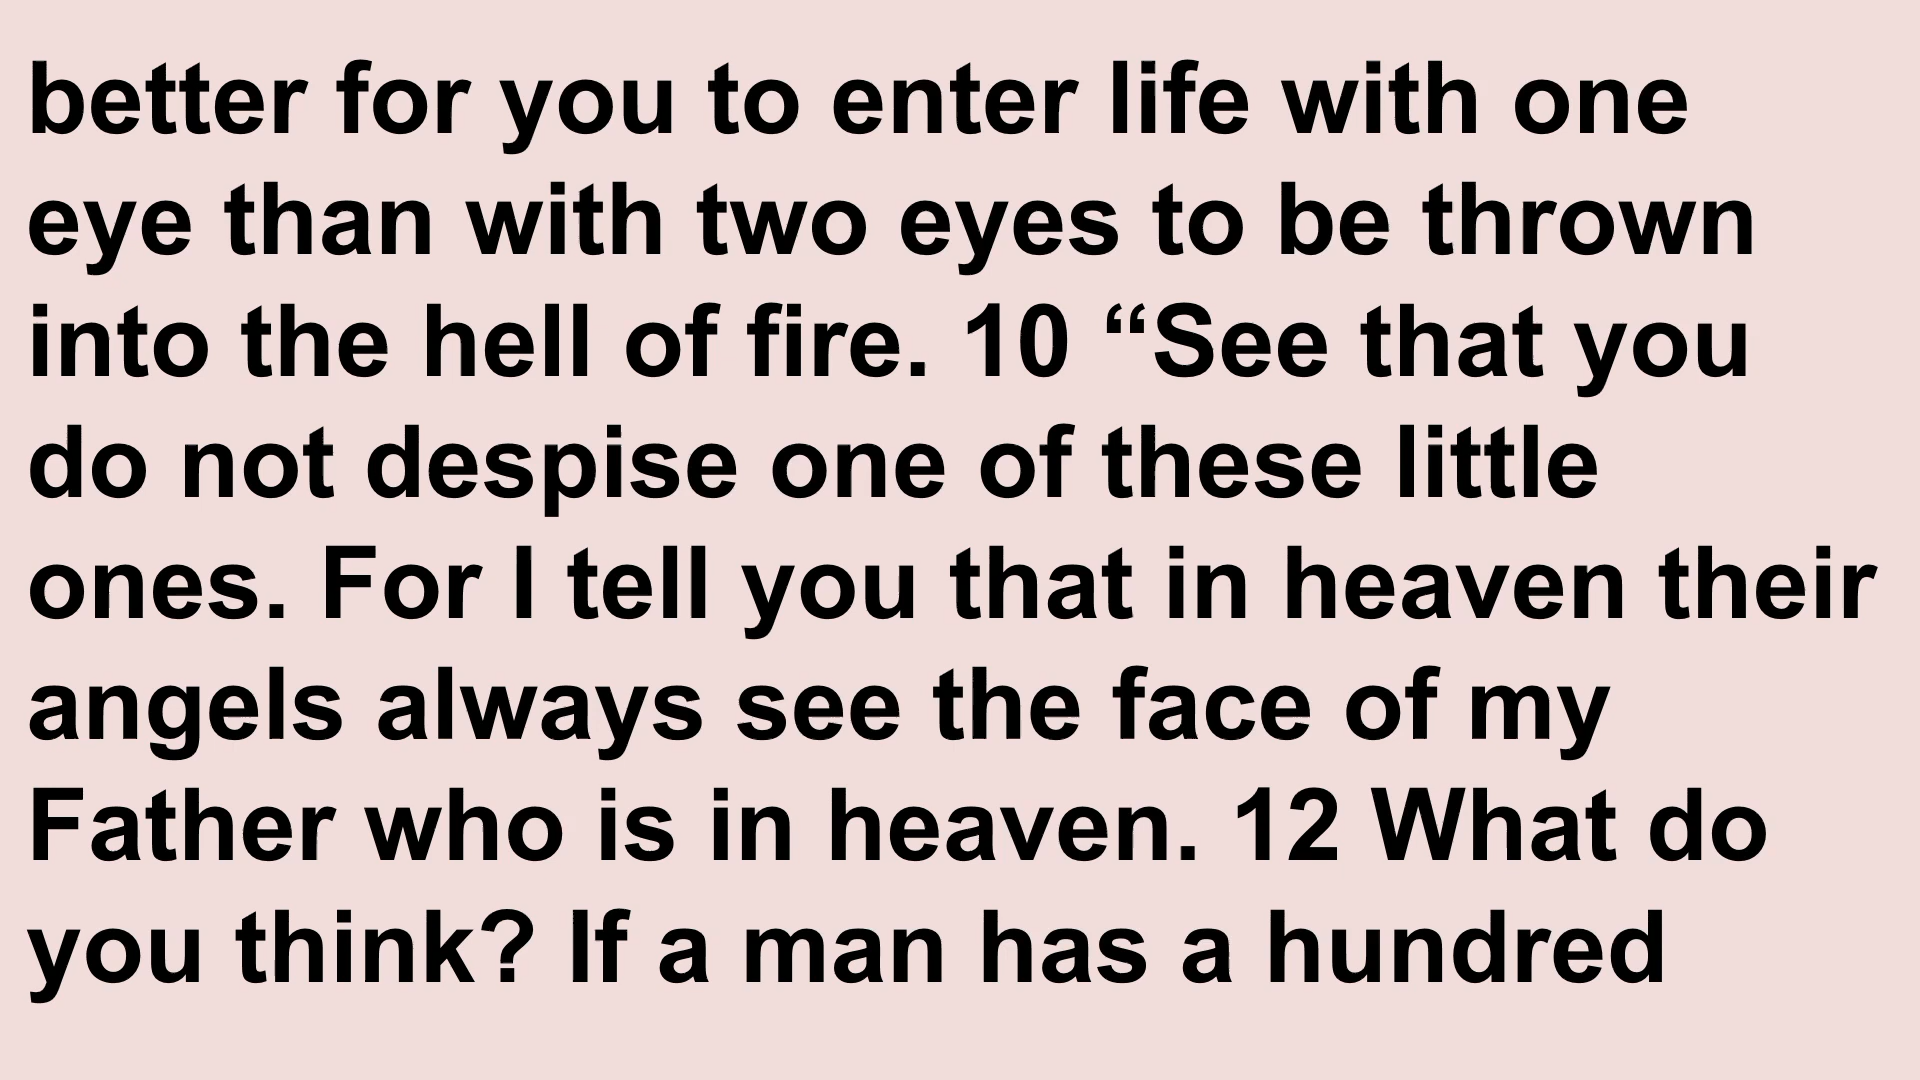 better for you to enter life with one
eye than with two eyes to be thrown
into the hell of fire. 10 “See that you
do not despise one of these little
ones. For I tell you that in heaven their
angels always see the face of my
Father who is in heaven. 12 What do
you think? If a man has a hundred